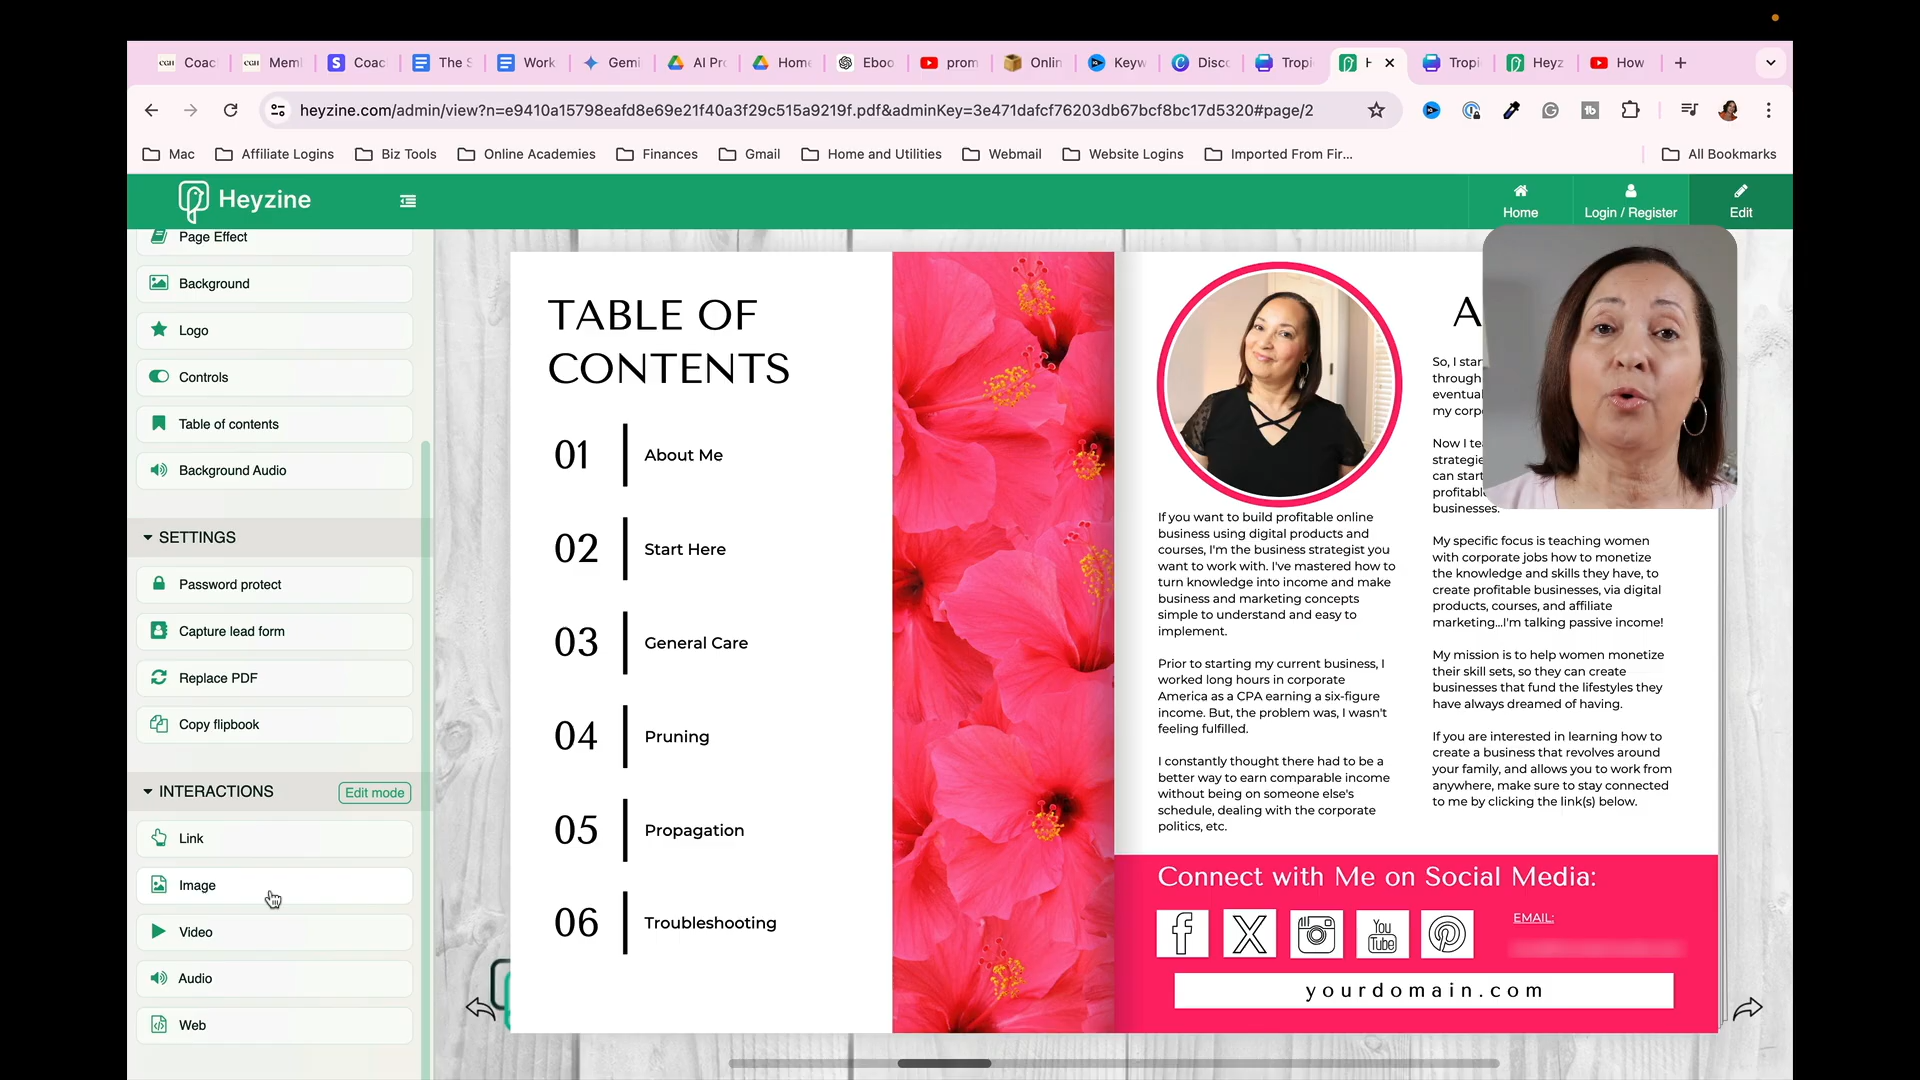 Coac
Meml
Coac
The S
Work
Gemi
AI Pro
Home
Eboo
prom
Onlin
Keyw
Disco
Tropi
H
Tropi
Heyz
How
heyzine.com/admin/view?n=e9410a15798eafd8e69e21f40a3f29c515a9219f.pdf&adminKey=3e471dafcf76203db67bcf8bc17d5320#page/2
Mac
Affiliate Logins
Biz Tools
Online Academies
Finances
Gmail
Home and Utilities
Webmail
Website Logins
Imported From Fir...
All Bookmarks
Heyzine
Home
Login / Register
Edit
Page Effect
Background
Logo
Controls
Table of contents
Background Audio
SETTINGS
Password protect
Capture lead form
Replace PDF
Copy flipbook
INTERACTIONS
Edit mode
Link
Image
Video
Audio
Web
TABLE OF
CONTENTS
01 About Me
02 Start Here
03 General Care
04 Pruning
05 Propagation
06 Troubleshooting
If you want to build profitable online
business using digital products and
courses, I'm the business strategist you
want to work with. I've mastered how to
turn knowledge into income and make
business and marketing concepts
simple to understand and easy to
implement.
Prior to starting my current business, I
worked long hours in corporate
America as a CPA earning a six-figure
income. But, the problem was, I wasn't
feeling fulfilled.
I constantly thought there had to be a
better way to earn comparable income
without being on someone else's
schedule, dealing with the corporate
politics, etc.
A
So, I star
through
eventua
my corp
Now I te
strategie
can start
profitabl
businesses.
My specific focus is teaching women
with corporate jobs how to monetize
the knowledge and skills they have, to
create profitable businesses, via digital
products, courses, and affiliate
marketing...I'm talking passive income!
My mission is to help women monetize
their skill sets, so they can create
businesses that fund the lifestyles they
have always dreamed of having.
If you are interested in learning how to
create a business that revolves around
your family, and allows you to work from
anywhere, make sure to stay connected
to me by clicking the link(s) below.
Connect with Me on Social Media:
You
Tube
EMAIL:
yourdomain.com